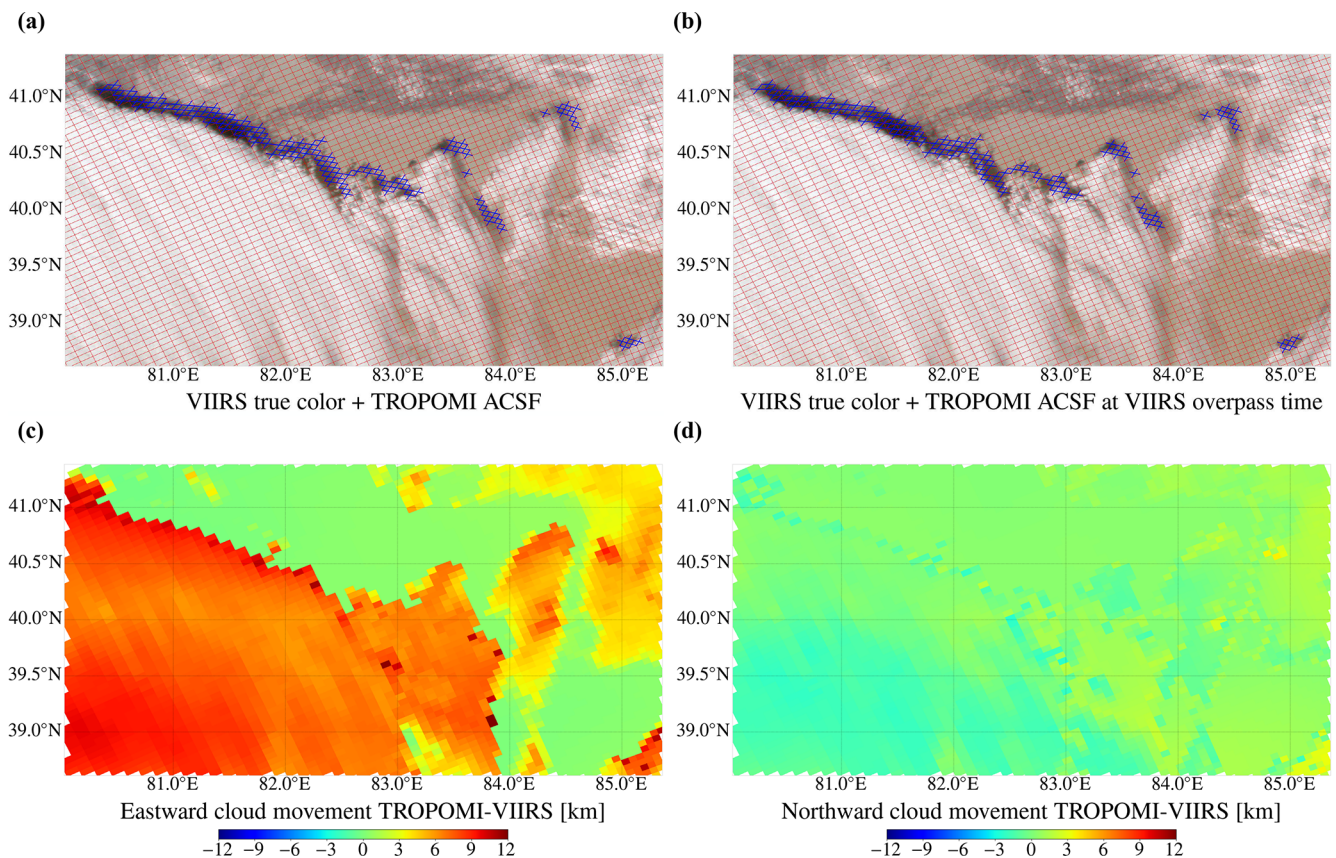 (a)
(b)
41.0°N
40.5°N
40.0°N
39.5°N
39.0°N
81.0°E 82.0°E 83.0°E 84.0°E 85.0°E
VIIRS true color + TROPOMI ACSF
41.0°N
40.5°N
40.0°N
39.5°N
39.0°N
81.0°E 82.0°E 83.0°E 84.0°E 85.0°E
VIIRS true color + TROPOMI ACSF at VIIRS overpass time
(c)
(d)
41.0°N
40.5°N
40.0°N
39.5°N
39.0°N
81.0°E 82.0°E 83.0°E 84.0°E 85.0°E
Eastward cloud movement TROPOMI-VIIRS [km]
−12 −9 −6 −3 0 3 6 9 12
41.0°N
40.5°N
40.0°N
39.5°N
39.0°N
81.0°E 82.0°E 83.0°E 84.0°E 85.0°E
Northward cloud movement TROPOMI-VIIRS [km]
−12 −9 −6 −3 0 3 6 9 12